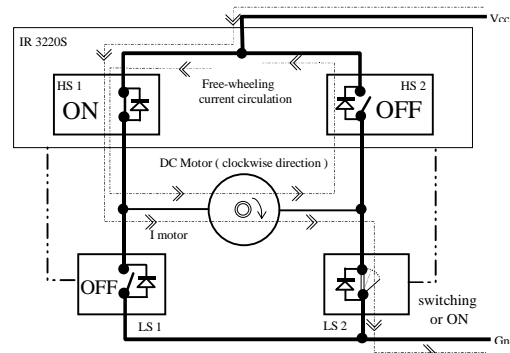 Vcc
IR 3220S
HS 1
HS 2
Free-wheeling
current circulation
ON
OFF
DC Motor ( clockwise direction )
I motor
OFF
LS 1
LS 2
switching
or ON
Gn